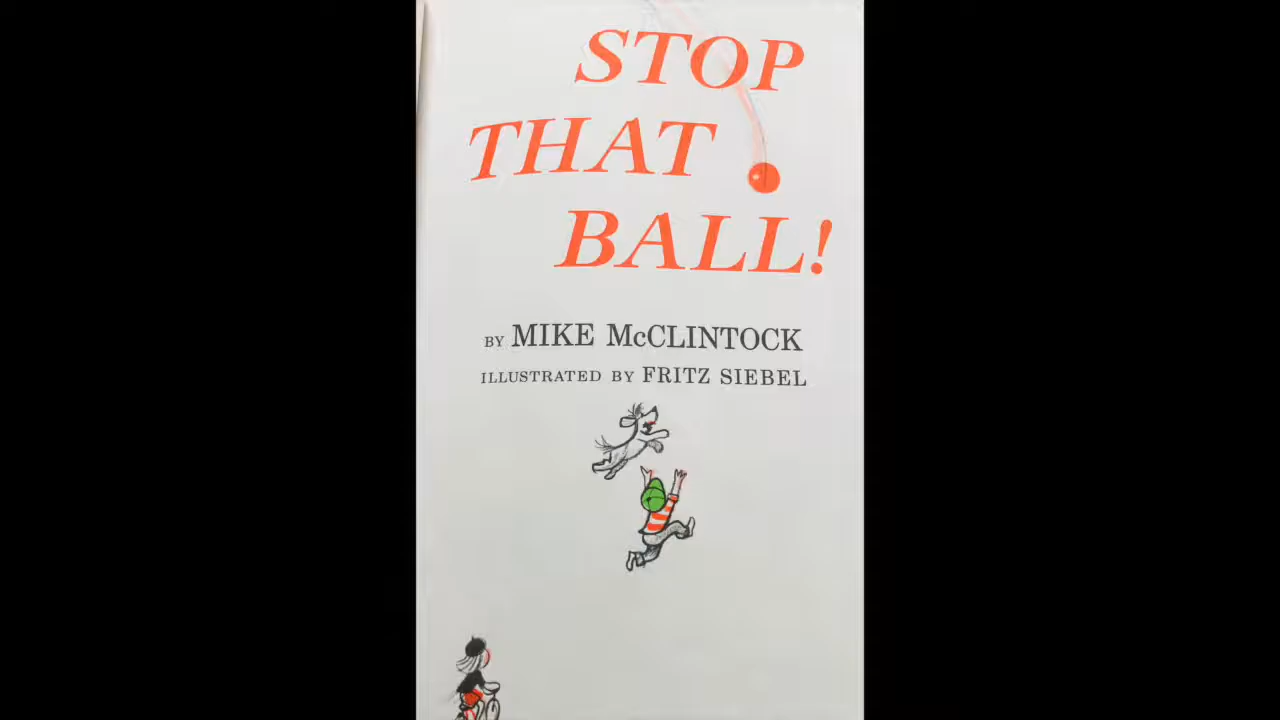 STOP
THAT
BALL!
BY MIKE McCLINTOCK
ILLUSTRATED BY FRITZ SIEBEL